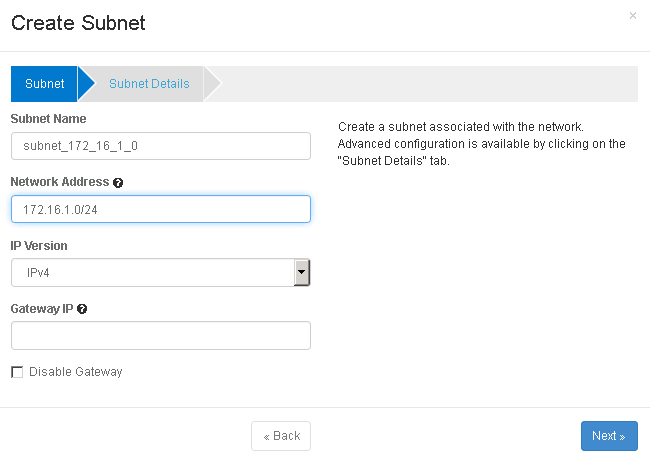 Create Subnet
×
Subnet
Subnet Details
Subnet Name
subnet_172_16_1_0
Create a subnet associated with the network.
Advanced configuration is available by clicking on the
"Subnet Details" tab.
Network Address ?
172.16.1.0/24
IP Version
IPv4
Gateway IP ?
Disable Gateway
« Back
Next »